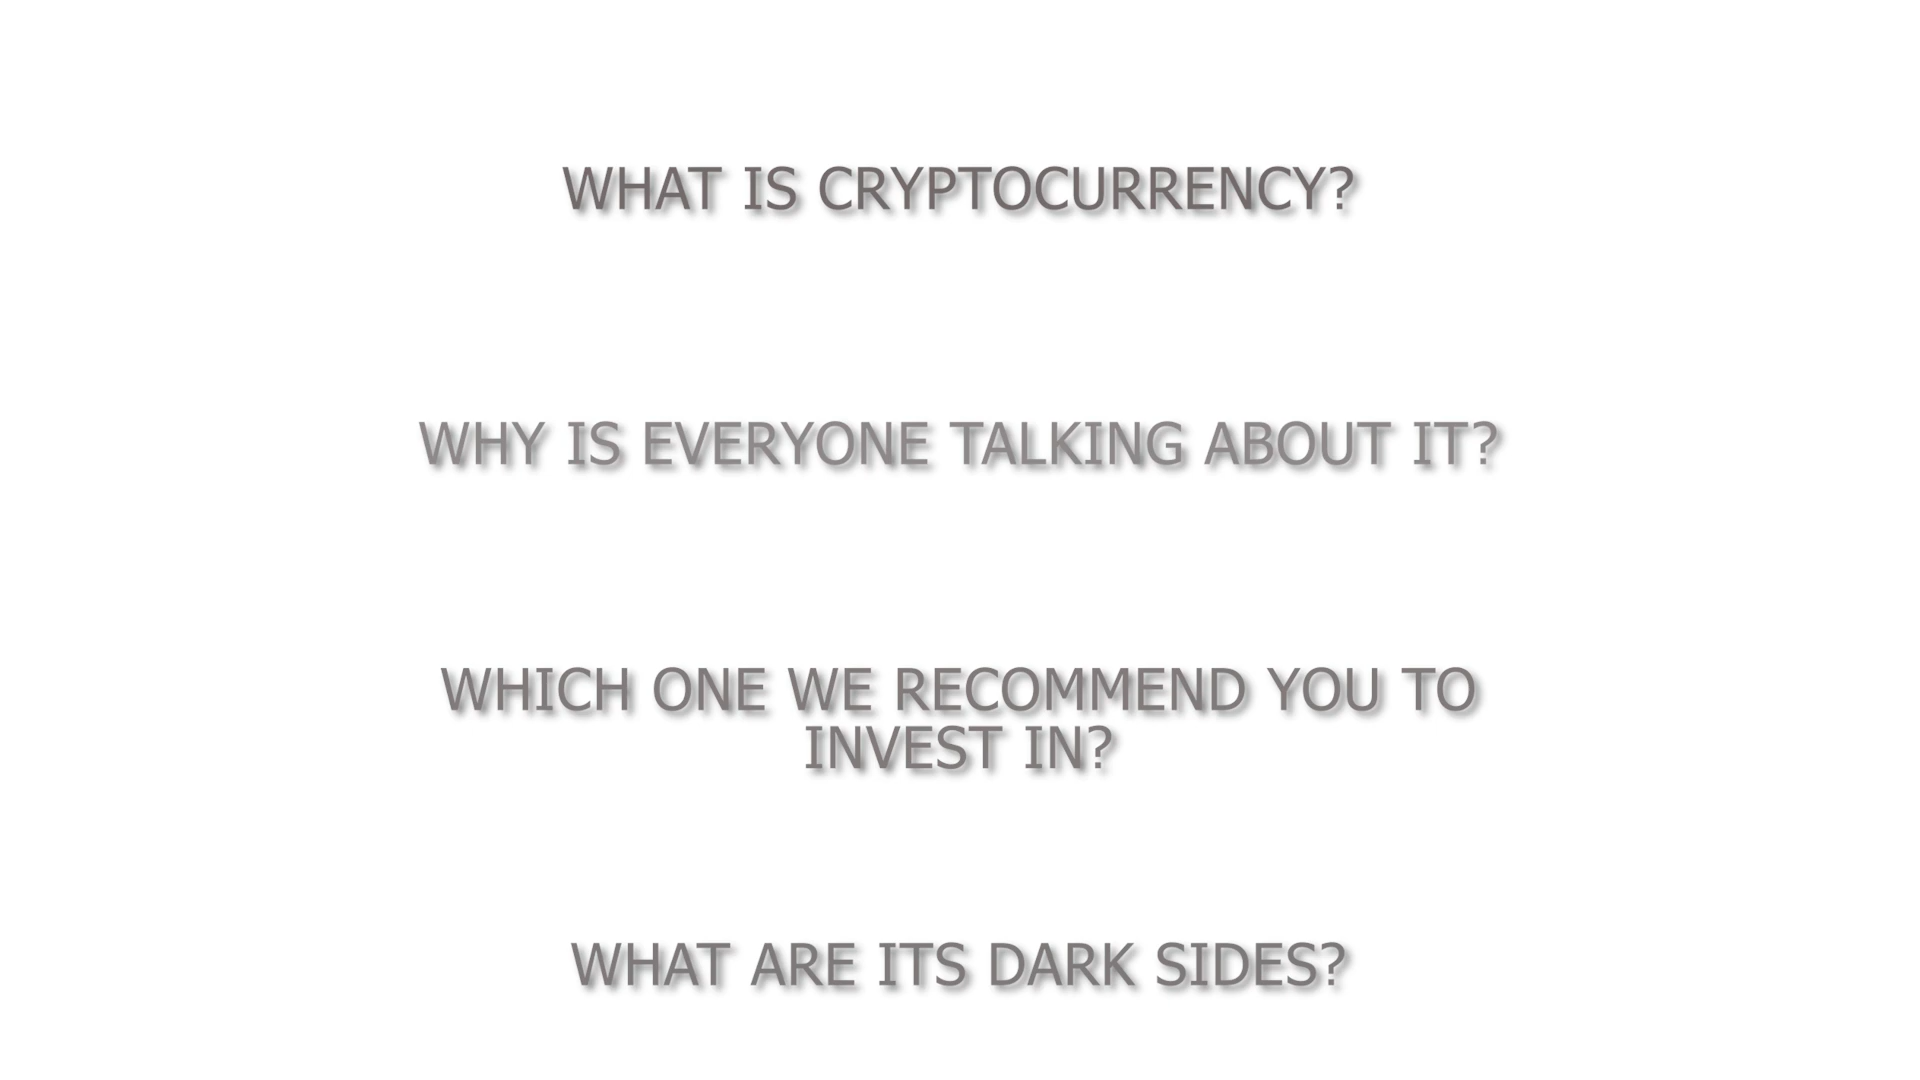 WHAT IS CRYPTOCURRENCY?
WHY IS EVERYONE TALKING ABOUT IT?
WHICH ONE WE RECOMMEND YOU TO
INVEST IN?
WHAT ARE ITS DARK SIDES?